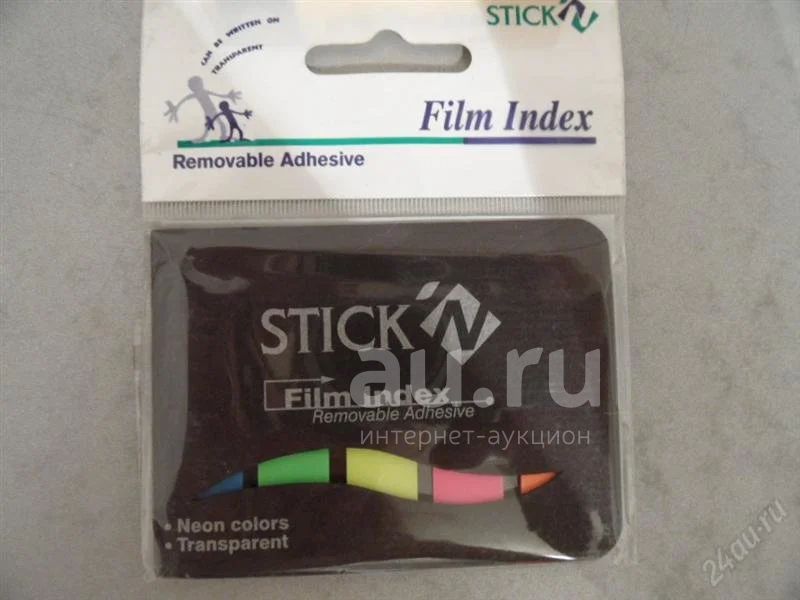 STICK'N
CAN BE WRITTEN ON
TRANSPARENT
Film Index
Removable Adhesive
STICK'N
au.ru
Film Index
Removable Adhesive
интернет-аукцион
• Neon colors
• Transparent
24au.ru